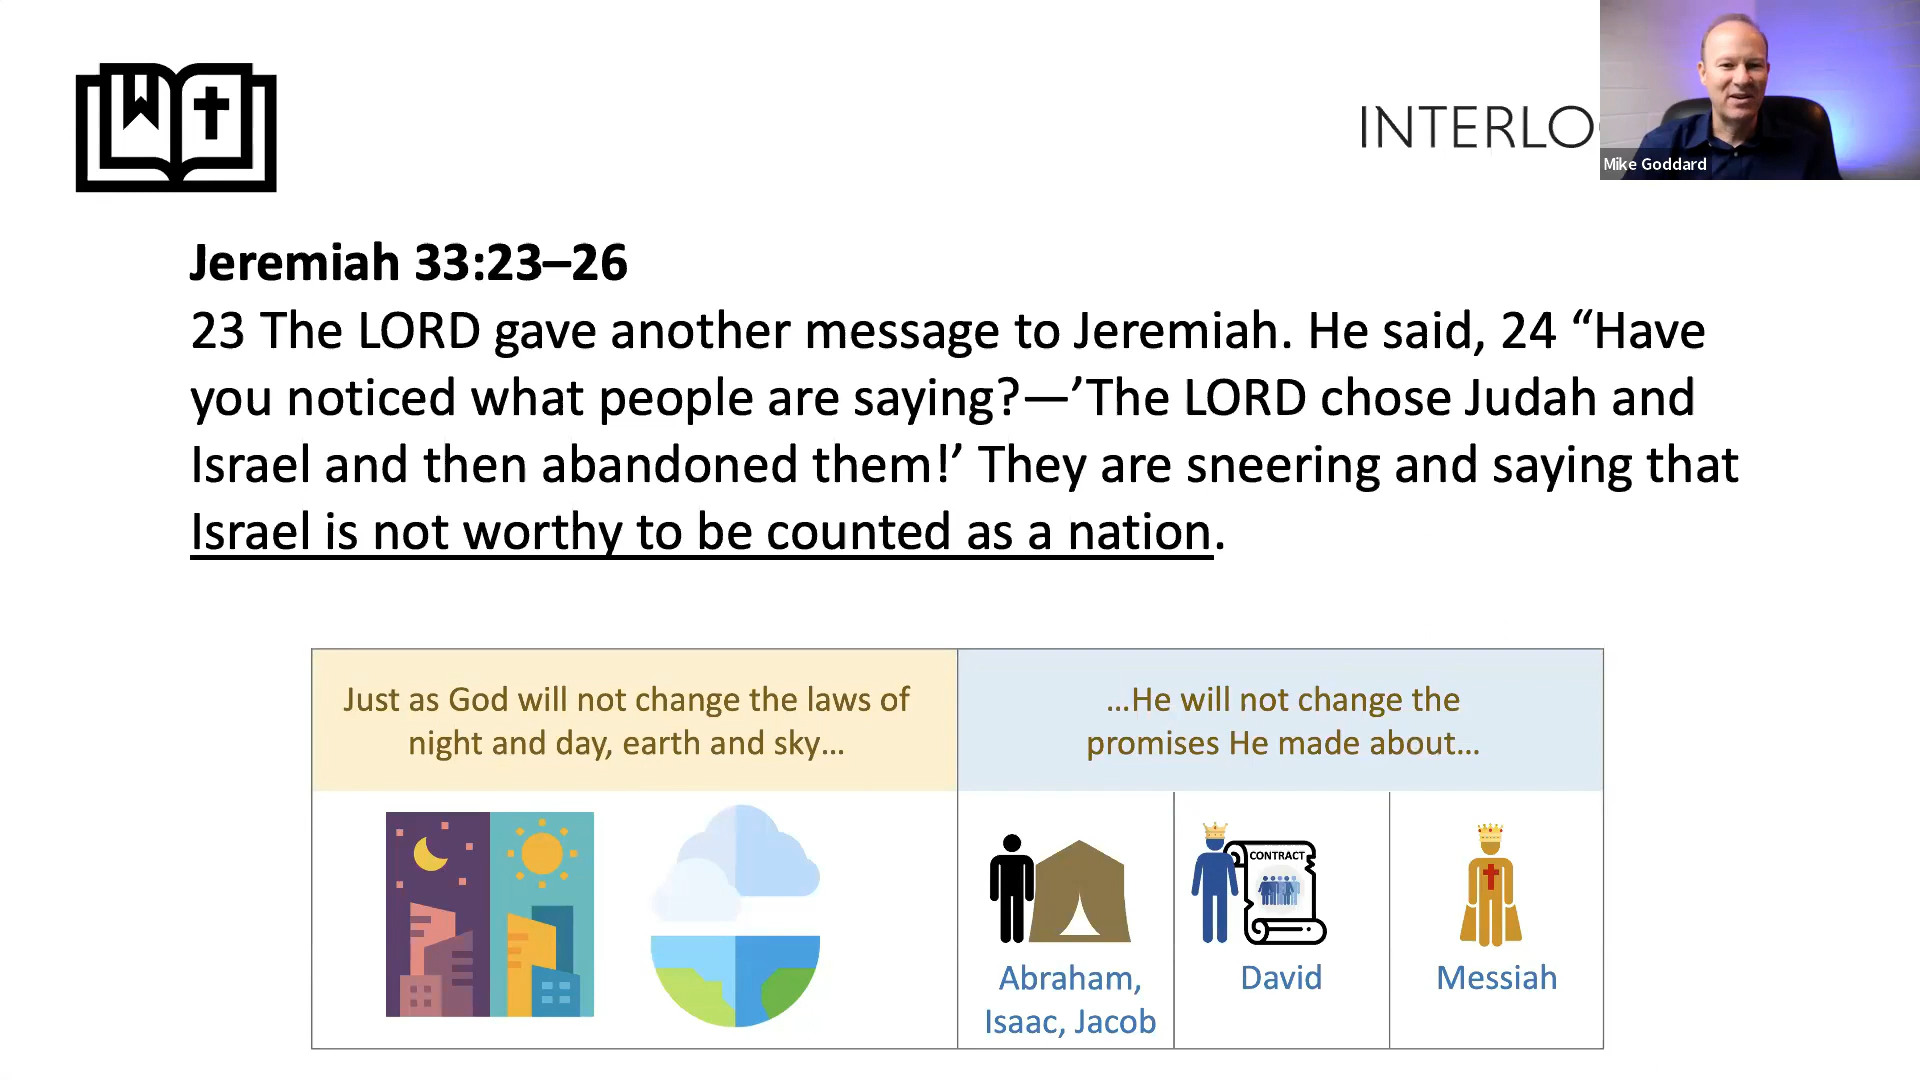 INTERLO
Mike Goddard
Jeremiah 33:23–26
23 The LORD gave another message to Jeremiah. He said, 24 “Have
you noticed what people are saying?—’The LORD chose Judah and
Israel and then abandoned them!’ They are sneering and saying that
Israel is not worthy to be counted as a nation.
Just as God will not change the laws of
night and day, earth and sky...
...He will not change the
promises He made about...
CONTRACT
Abraham,
Isaac, Jacob
David
Messiah